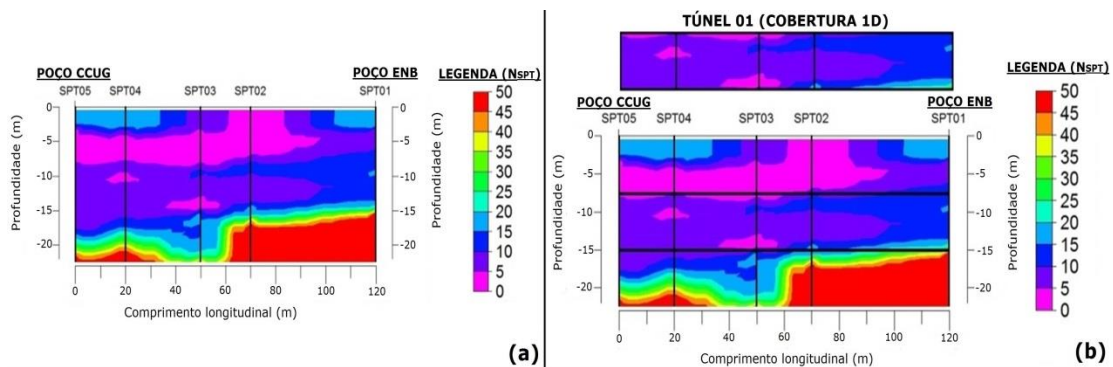 POÇO CCUG
POÇO ENB
LEGENDA (NSPT)
SPT05 SPT04 SPT03 SPT02 SPT01
Profundidade (m)
0
-5
-10
-15
-20
0
-5
-10
-15
-20
50
45
40
35
30
25
20
15
10
5
0
0 20 40 60 80 100 120
Comprimento longitudinal (m)
(a)
TÚNEL 01 (COBERTURA 1D)
POÇO CCUG
POÇO ENB
LEGENDA (NSPT)
SPT05 SPT04 SPT03 SPT02 SPT01
Profundidade (m)
0
-5
-10
-15
-20
0
-5
-10
-15
-20
Profundidade (m)
50
45
40
35
30
25
20
15
10
5
0
0 20 40 60 80 100 120
Comprimento longitudinal (m)
(b)